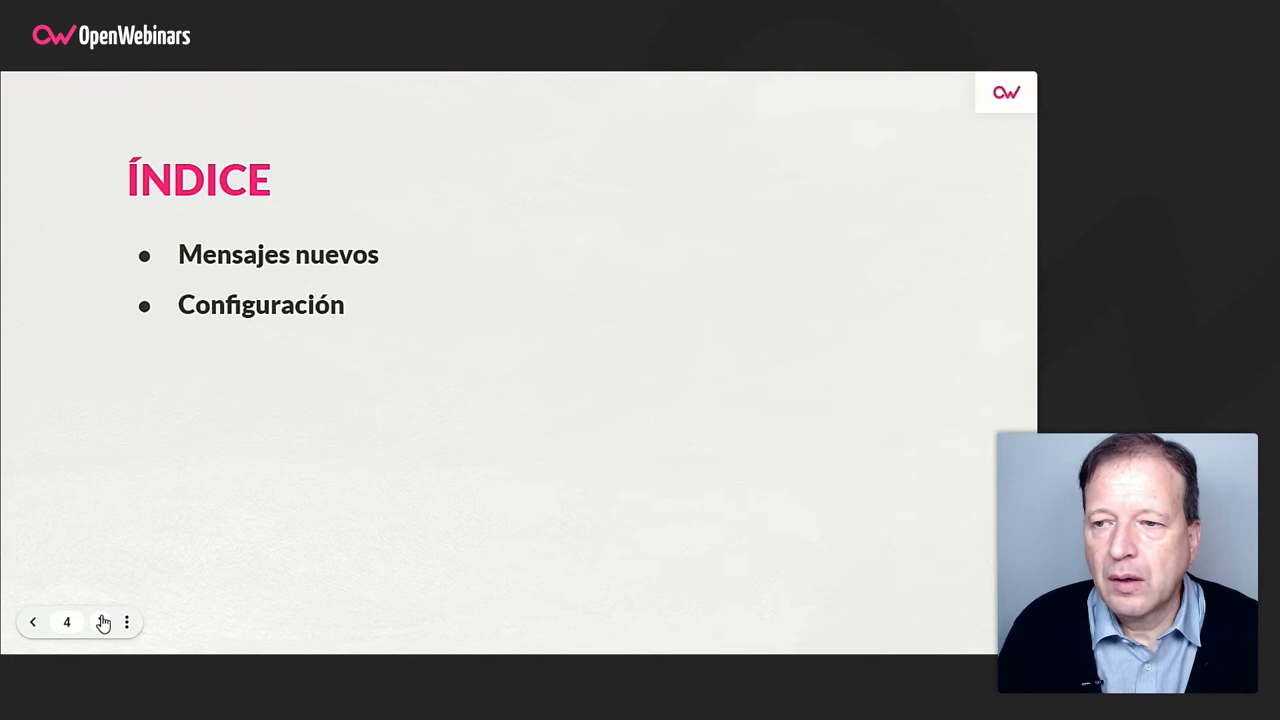 OpenWebinars
ÍNDICE
● Mensajes nuevos
● Configuración
4